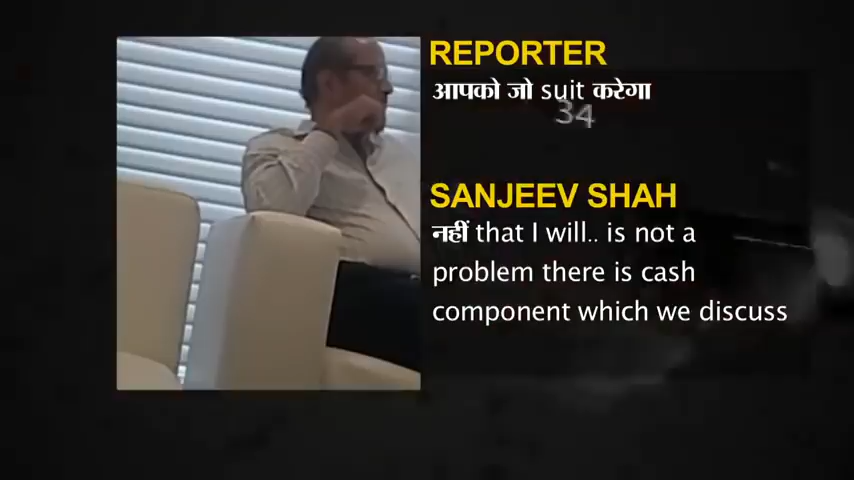 REPORTER
आपको जो suit करेगा
34
SANJEEV SHAH
नहीं that I will.. is not a
problem there is cash
component which we discuss